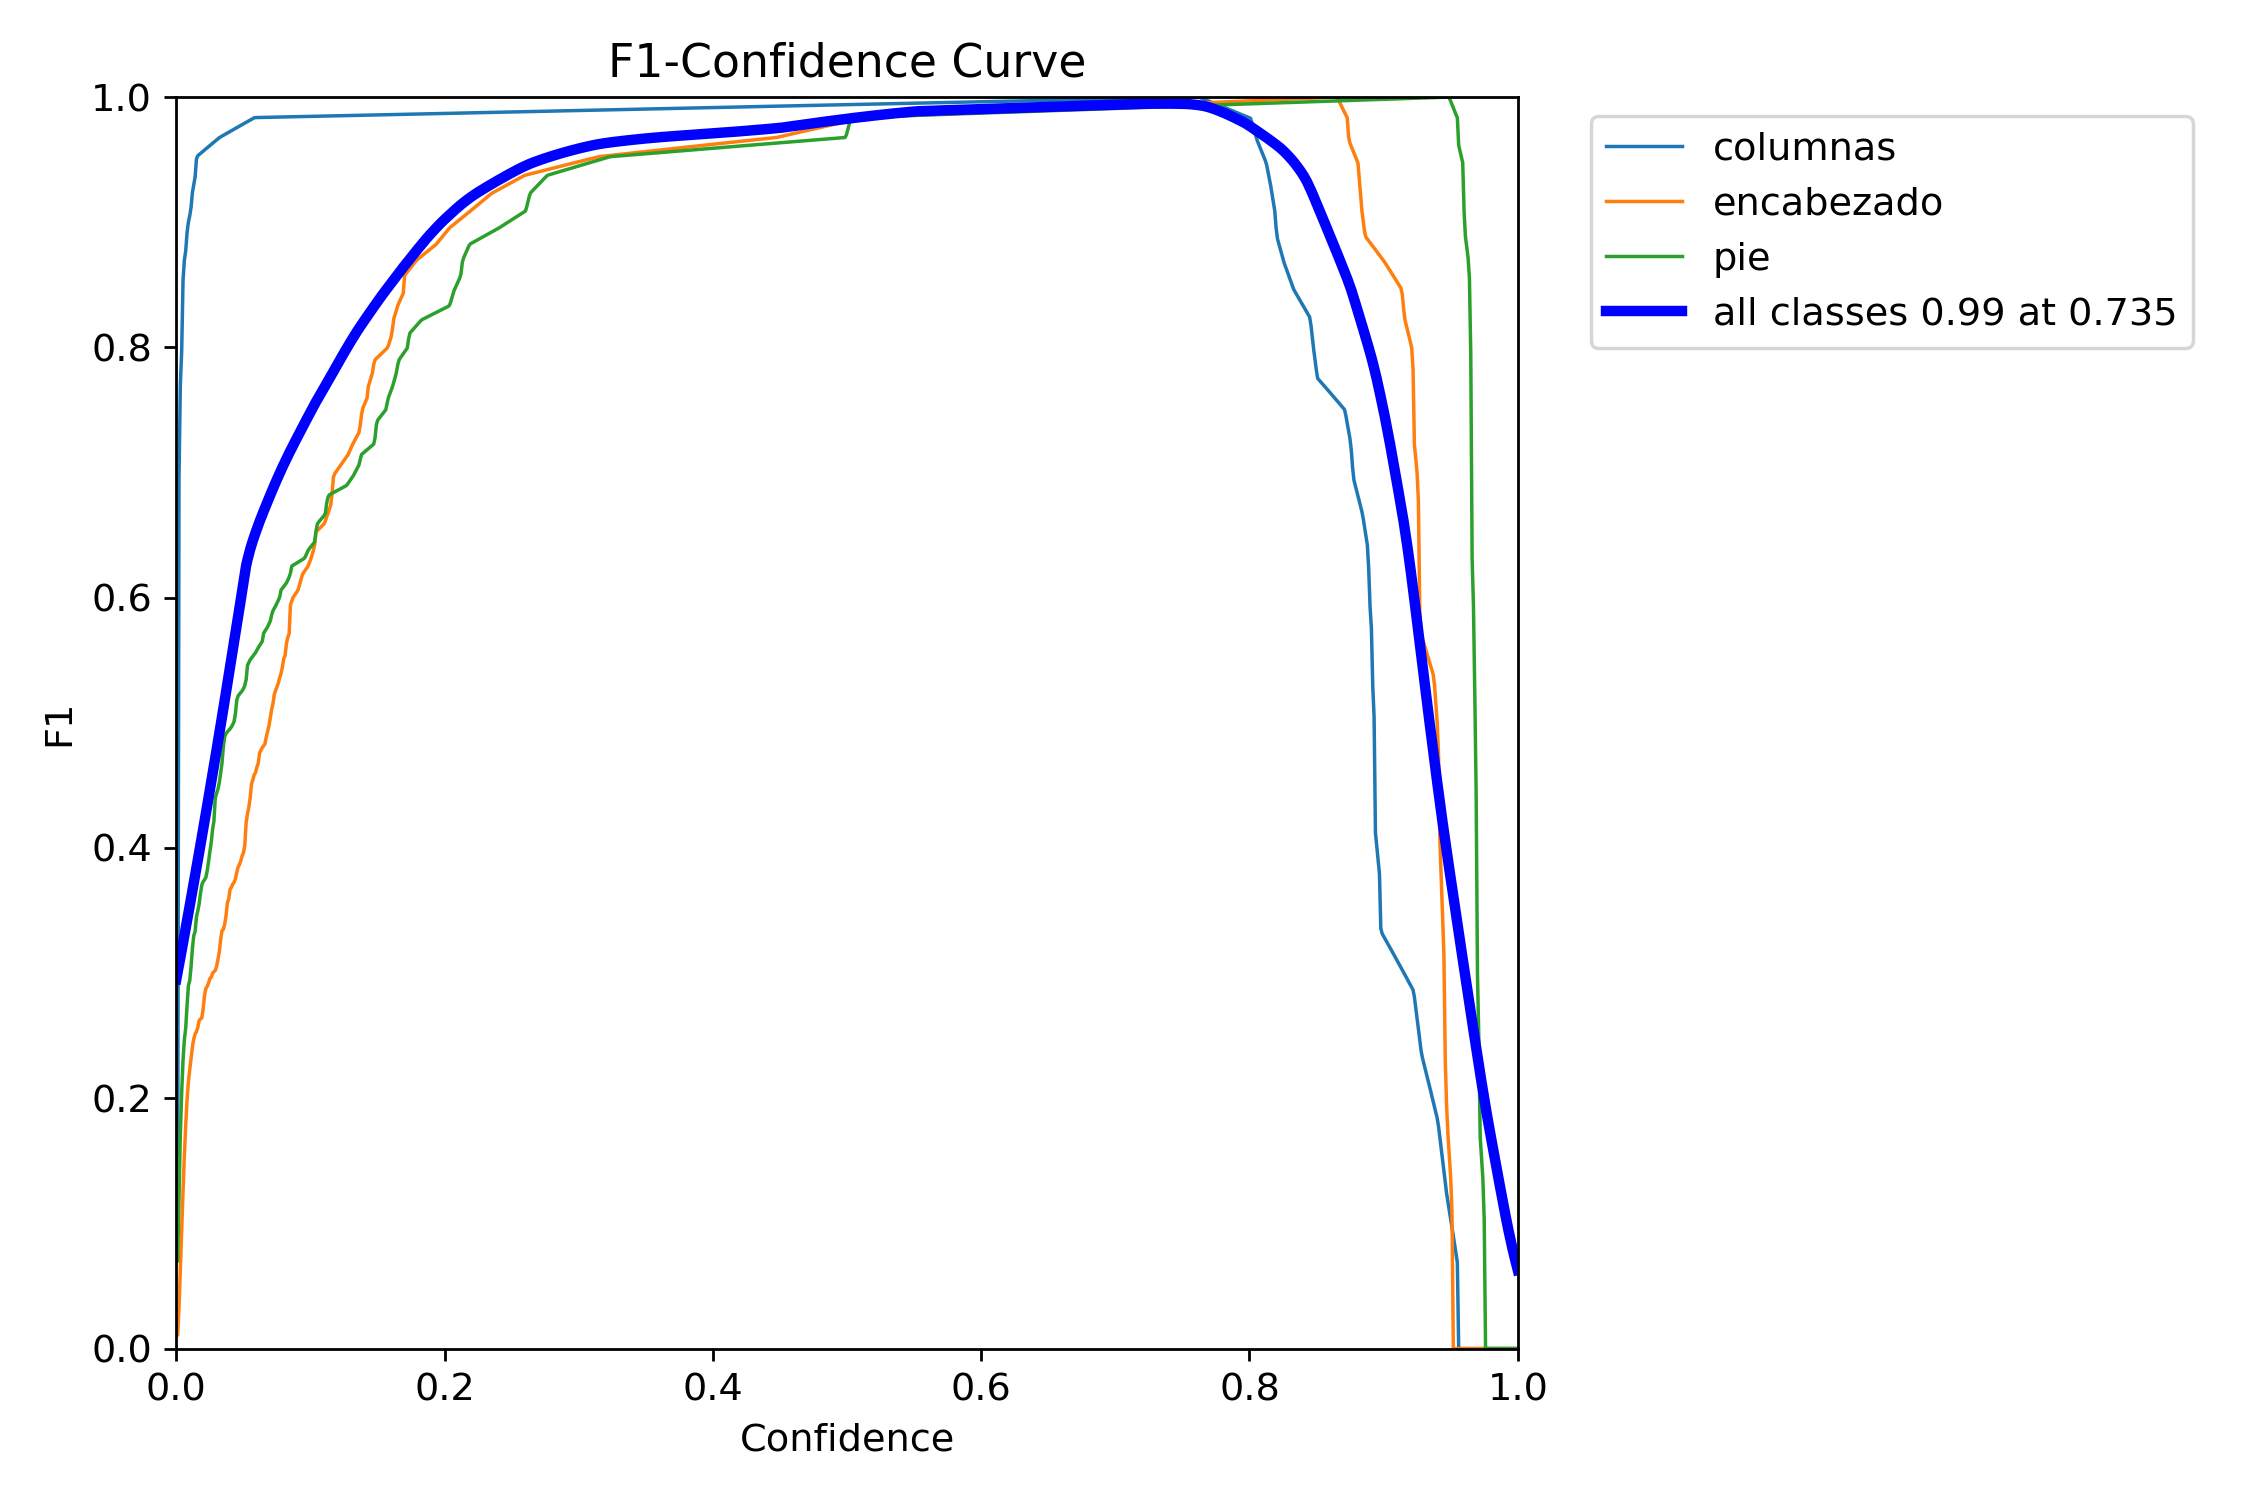 F1-Confidence Curve
1.0
0.8
0.6
0.4
0.2
0.0
F1
0.0 0.2 0.4 0.6 0.8 1.0
Confidence
columnas
encabezado
pie
all classes 0.99 at 0.735